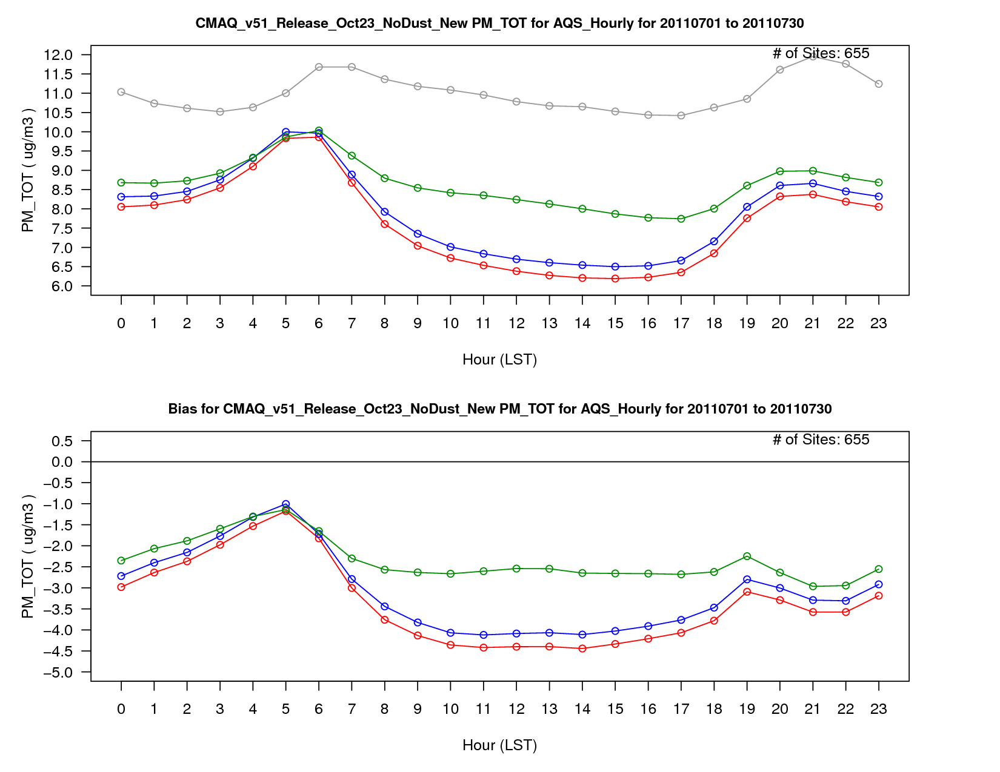 CMAQ_v51_Release_Oct23_NoDust_New PM_TOT for AQS_Hourly for 20110701 to 20110730
# of Sites: 655
12.0
11.5
11.0
10.5
10.0
9.5
9.0
8.5
8.0
7.5
7.0
6.5
6.0
PM_TOT ( ug/m3 )
0 1 2 3 4 5 6 7 8 9 10 11 12 13 14 15 16 17 18 19 20 21 22 23
Hour (LST)
Bias for CMAQ_v51_Release_Oct23_NoDust_New PM_TOT for AQS_Hourly for 20110701 to 20110730
# of Sites: 655
0.5
0.0
−0.5
−1.0
−1.5
−2.0
−2.5
−3.0
−3.5
−4.0
−4.5
−5.0
PM_TOT ( ug/m3 )
0 1 2 3 4 5 6 7 8 9 10 11 12 13 14 15 16 17 18 19 20 21 22 23
Hour (LST)